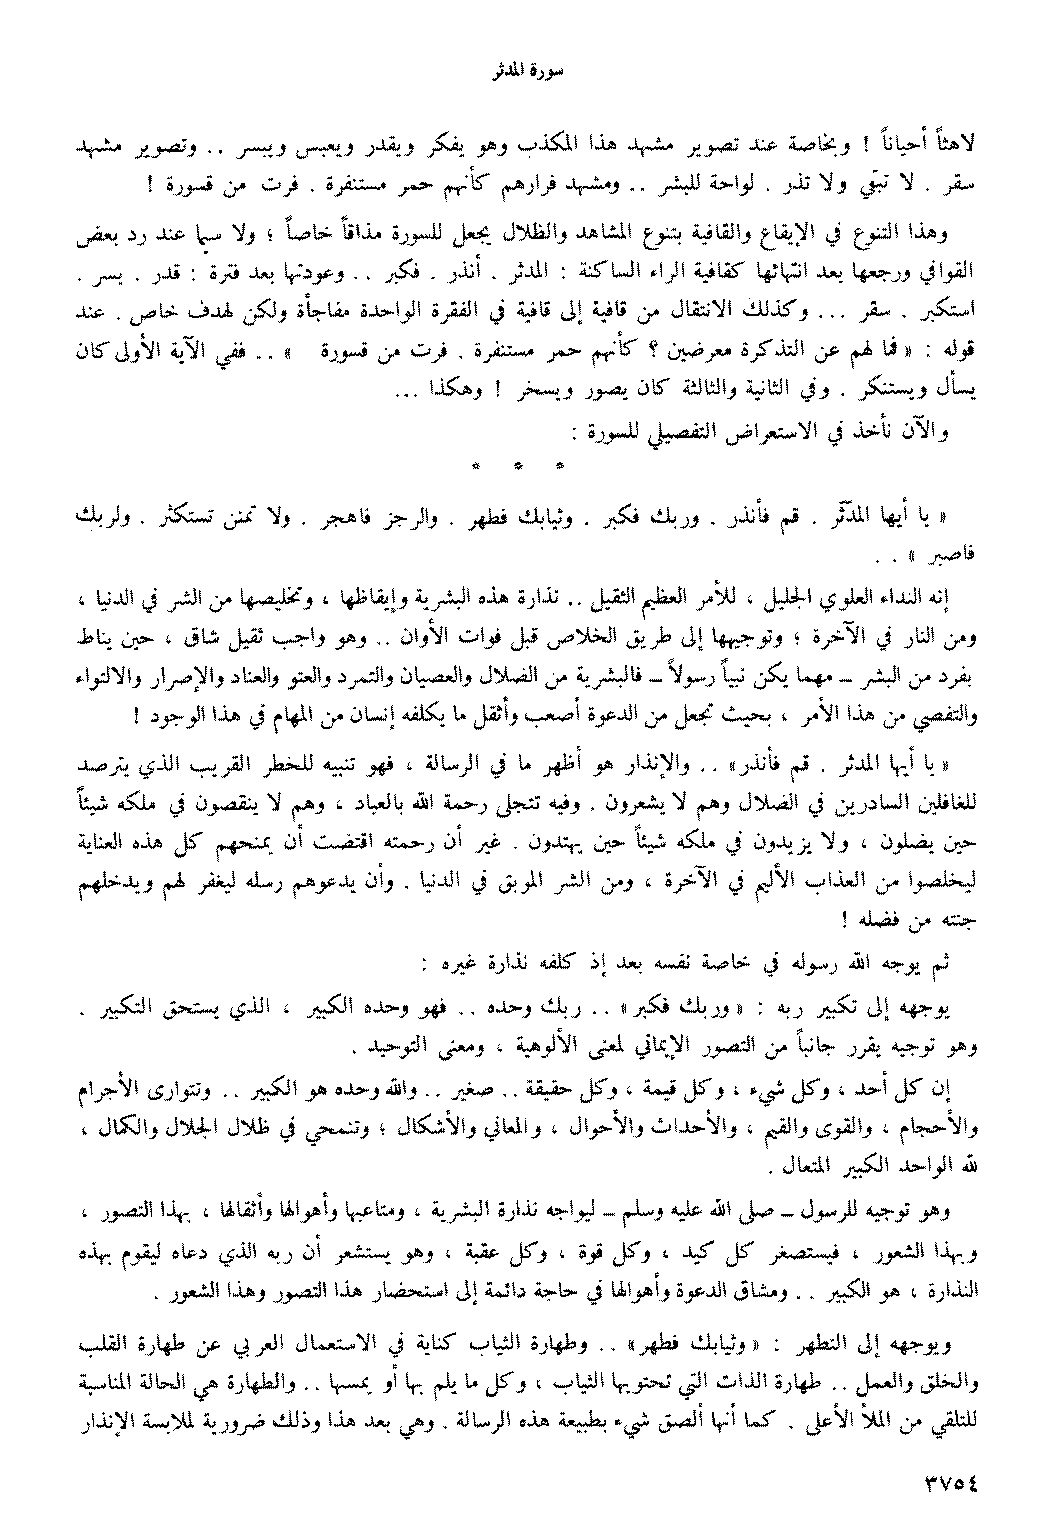 سورة المدثر
لاهثاً أحياناً ! وبخاصة عند تصوير مشهد هذا المكذب وهو يفكر ويقدر ويعبس ويبسر .. وتصوير مشهد
سقر . لا تبقي ولا تذر . لواحة للبشر .. ومشهد فرارهم كأنهم حمر مستنفرة . فرت من قسورة !
وهذا التنوع في الإيقاع والقافية بتنوع المشاهد والظلال يجعل للسورة مذاقاً خاصاً ؛ ولا سيما عند رد بعض
القوافي ورجعها بعد انتهائها كقافية الراء الساكنة : المدثر . أنذر . فكبر .. وعودتها بعد فترة : قدر . بسر .
استكبر . سقر ... وكذلك الانتقال من قافية إلى قافية في الفقرة الواحدة مفاجأة ولكن لهدف خاص . عند
قوله : « فما لهم عن التذكرة معرضين ؟ كأنهم حمر مستنفرة . فرت من قسورة » .. ففي الآية الأولى كان
يسأل ويستنكر . وفي الثانية والثالثة كان يصور ويسخر ! وهكذا ...
والآن نأخذ في الاستعراض التفصيلي للسورة :
* * *
« يا أيها المدّثّر . قم فأنذر . وربك فكبر . وثيابك فطهر . والرجز فاهجر . ولا تمنن تستكثر . ولربك
فاصبر » . .
إنه النداء العلوي الجليل ، للأمر العظيم الثقيل .. نذارة هذه البشرية وإيقاظها ، وتخليصها من الشر في الدنيا ،
ومن النار في الآخرة ؛ وتوجيهها إلى طريق الخلاص قبل فوات الأوان .. وهو واجب ثقيل شاق ، حين يناط
بفرد من البشر – مهما يكن نبياً رسولاً – فالبشرية من الضلال والعصيان والتمرد والعتو والعناد والإصرار والالتواء
والتفصي من هذا الأمر ، بحيث تجعل من الدعوة أصعب وأثقل ما يكلفه إنسان من المهام في هذا الوجود !
« يا أيها المدثر . قم فأنذر» .. والإنذار هو أظهر ما في الرسالة ، فهو تنبيه للخطر القريب الذي يترصد
للغافلين السادرين في الضلال وهم لا يشعرون . وفيه تتجلى رحمة الله بالعباد ، وهم لا ينقصون في ملكه شيئاً
حين يضلون ، ولا يزيدون في ملكه شيئاً حين يهتدون . غير أن رحمته اقتضت أن يمنحهم كل هذه العناية
ليخلصوا من العذاب الأليم في الآخرة ، ومن الشر الموبق في الدنيا . وأن يدعوهم رسله ليغفر لهم ويدخلهم
جنته من فضله !
ثم يوجه الله رسوله في خاصة نفسه بعد إذ كلفه نذارة غيره :
يوجهه إلى تكبير ربه : « وربك فكبر» .. ربك وحده .. فهو وحده الكبير ، الذي يستحق التكبير .
وهو توجيه يقرر جانباً من التصور الإيماني لمعنى الألوهية ، ومعنى التوحيد .
إن كل أحد ، وكل شيء ، وكل قيمة ، وكل حقيقة .. صغير .. والله وحده هو الكبير .. وتتوارى الأجرام
والأحجام ، والقوى والقيم ، والأحداث والأحوال ، والمعاني والأشكال ؛ وتنمحي في ظلال الجلال والكمال ،
لله الواحد الكبير المتعال .
وهو توجيه للرسول – صلى الله عليه وسلم – ليواجه نذارة البشرية ، ومتاعبها وأهوالها وأثقالها ، بهذا التصور ،
وبهذا الشعور ، فيستصغر كل كيد ، وكل قوة ، وكل عقبة ، وهو يستشعر أن ربه الذي دعاه ليقوم بهذه
النذارة ، هو الكبير .. ومشاق الدعوة وأهوالها في حاجة دائمة إلى استحضار هذا التصور وهذا الشعور .
ويوجهه إلى التطهر : « وثيابك فطهر» .. وطهارة الثياب كناية في الاستعمال العربي عن طهارة القلب
والخلق والعمل .. طهارة الذات التي تحتويها الثياب ، وكل ما يلم بها أو يمسها .. والطهارة هي الحالة المناسبة
للتلقي من الملأ الأعلى . كما أنها ألصق شيء بطبيعة هذه الرسالة . وهي بعد هذا وذلك ضرورية لملابسة الإنذار
٣٧٥٤